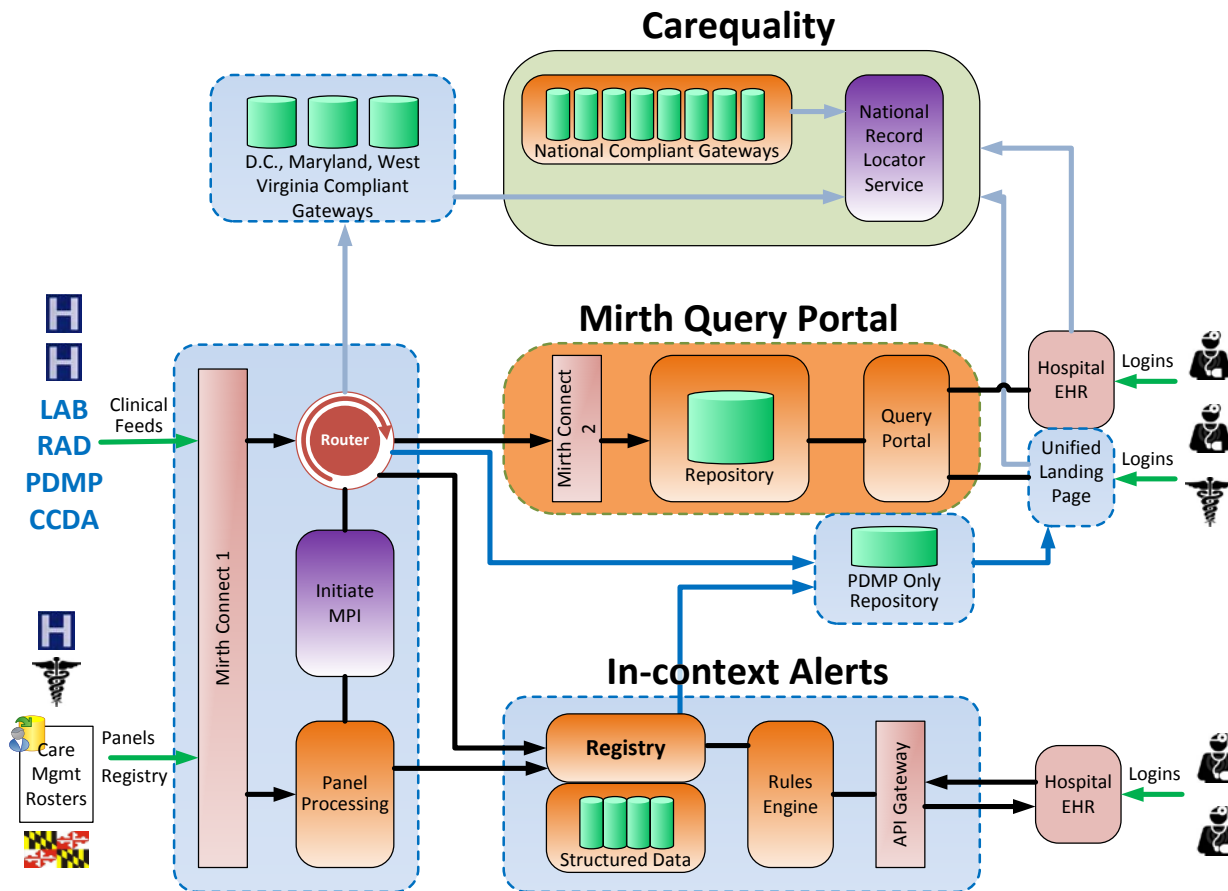 Carequality
National Compliant Gateways
National
Record
Locator
Service
D.C., Maryland, West
Virginia Compliant
Gateways
H
H
LAB
RAD
PDMP
CCDA
Clinical
Feeds
Mirth Connect 1
Router
Initiate
MPI
Panel
Processing
Mirth Query Portal
Mirth Connect
2
Repository
Query
Portal
Hospital
EHR
Logins
Unified
Landing
Page
Logins
PDMP Only
Repository
H
Care
Mgmt
Rosters
Panels
Registry
In-context Alerts
Registry
Structured Data
Rules
Engine
API Gateway
Hospital
EHR
Logins